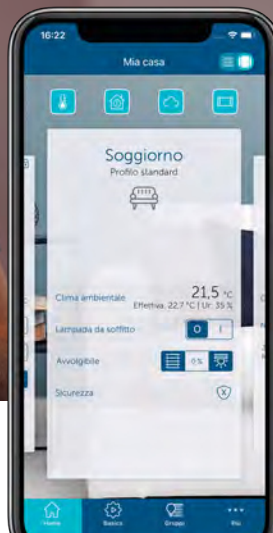 16:22
Mia casa
Soggiorno
Profilo standard
Clima ambientale
21,5 °C
Effettiva: 22.7 °C | Ur: 35 %
Lampada da soffitto
O I
Avvolgibile
0%
Sicurezza
Home Basics Gruppi Più